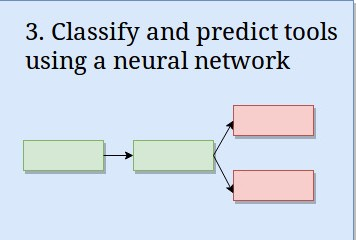 3. Classify and predict tools
using a neural network